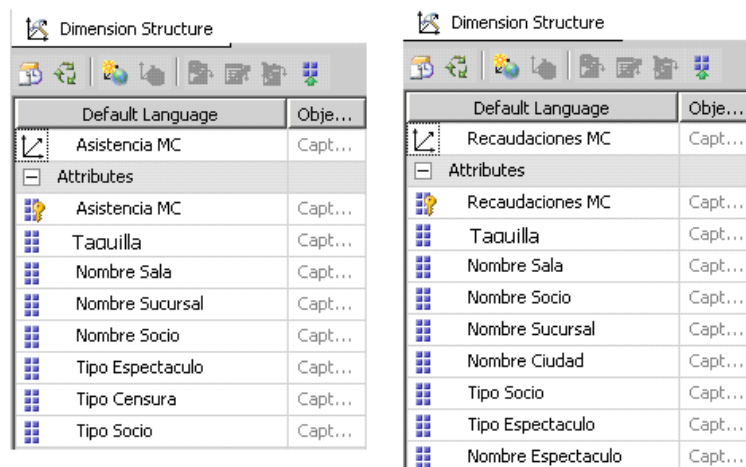 Dimension Structure
Default Language Obje...
Asistencia MC Capt...
Attributes
Asistencia MC Capt...
Taquilla Capt...
Nombre Sala Capt...
Nombre Sucursal Capt...
Nombre Socio Capt...
Tipo Espectaculo Capt...
Tipo Censura Capt...
Tipo Socio Capt...
Dimension Structure
Default Language Obje...
Recaudaciones MC Capt...
Attributes
Recaudaciones MC Capt...
Taquilla Capt...
Nombre Sala Capt...
Nombre Socio Capt...
Nombre Sucursal Capt...
Nombre Ciudad Capt...
Tipo Socio Capt...
Tipo Espectaculo Capt...
Nombre Espectaculo Capt...